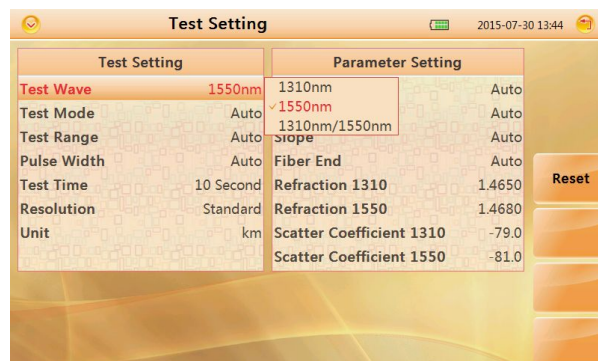 Test Setting
2015-07-30 13:44
Test Setting
Test Wave 1550nm
Test Mode Auto
Test Range Auto
Pulse Width Auto
Test Time 10 Second
Resolution Standard
Unit km
1310nm
1550nm
1310nm/1550nm
Parameter Setting
Auto
Auto
Slope Auto
Fiber End Auto
Refraction 1310 1.4650
Refraction 1550 1.4680
Scatter Coefficient 1310 -79.0
Scatter Coefficient 1550 -81.0
Reset